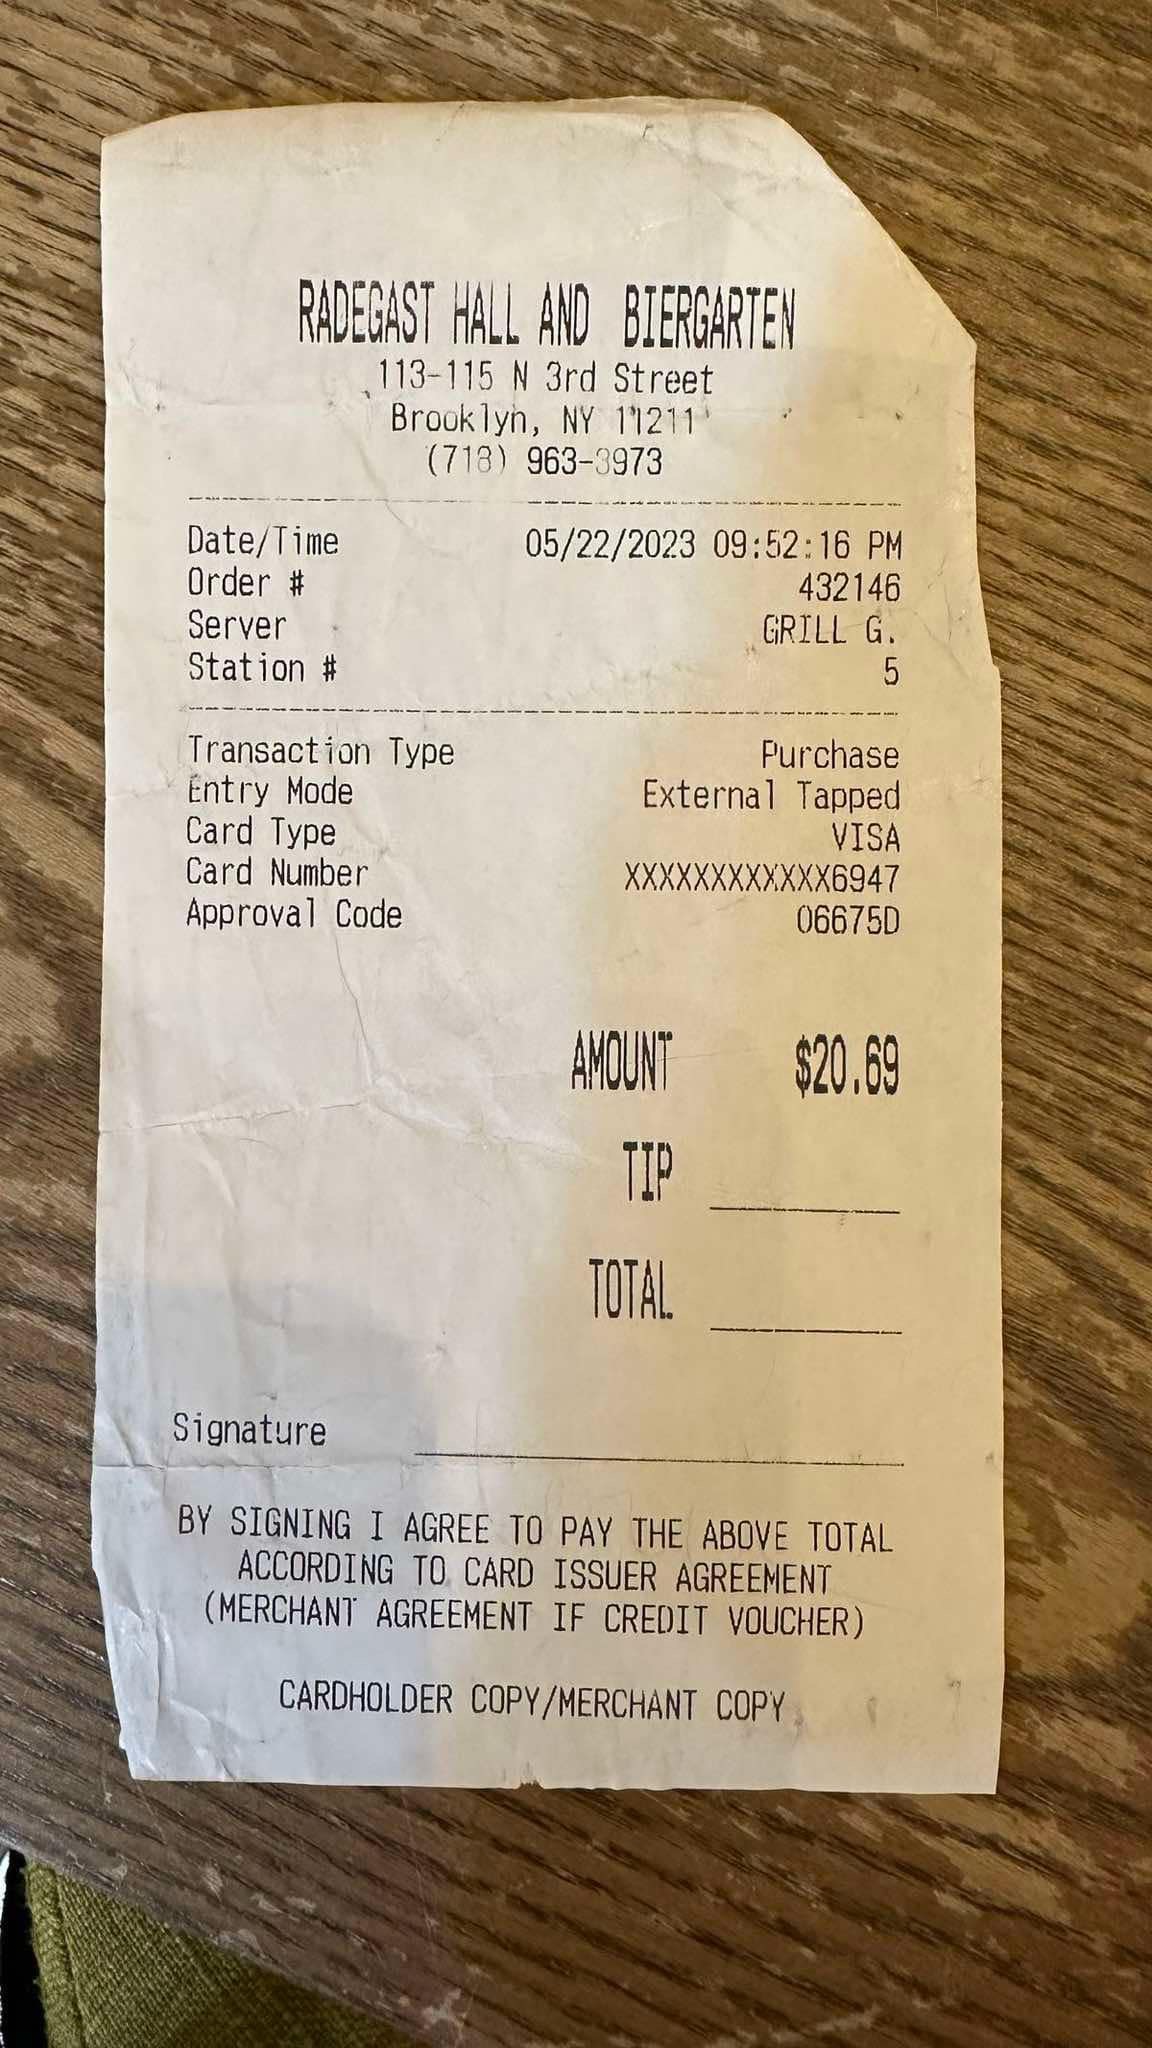 RADEGAST HALL AND BIERGARTEN
113-115 N 3rd Street
Brooklyn, NY 11211
(718) 963-3973
Date/Time 05/22/2023 09:52:16 PM
Order # 432146
Server GRILL G.
Station # 5
Transaction Type Purchase
Entry Mode External Tapped
Card Type VISA
Card Number XXXXXXXXXXXX6947
Approval Code 06675D
AMOUNT $20.69
TIP
TOTAL
Signature
BY SIGNING I AGREE TO PAY THE ABOVE TOTAL
ACCORDING TO CARD ISSUER AGREEMENT
(MERCHANT AGREEMENT IF CREDIT VOUCHER)
CARDHOLDER COPY/MERCHANT COPY